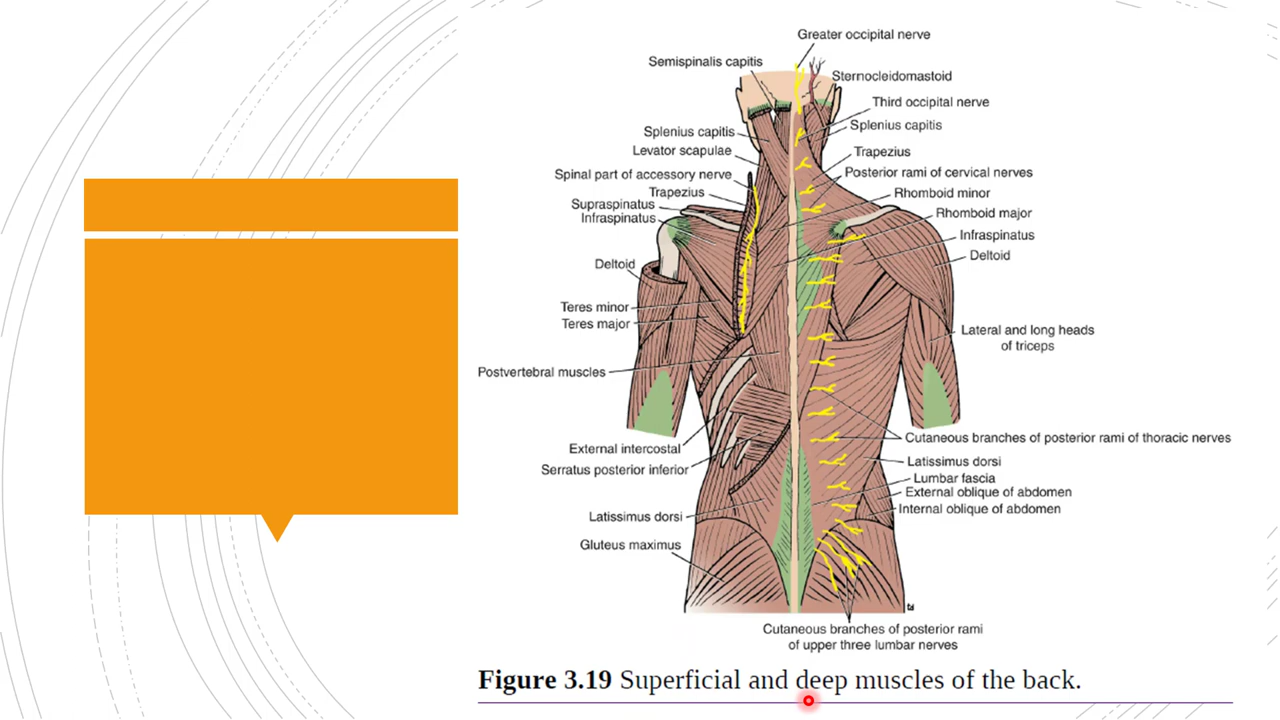 Greater occipital nerve
Semispinalis capitis
Sternocleidomastoid
Third occipital nerve
Splenius capitis
Splenius capitis
Levator scapulae
Trapezius
Spinal part of accessory nerve
Posterior rami of cervical nerves
Trapezius
Rhomboid minor
Supraspinatus
Infraspinatus
Rhomboid major
Infraspinatus
Deltoid
Deltoid
Teres minor
Teres major
Lateral and long heads
of triceps
Postvertebral muscles
Cutaneous branches of posterior rami of thoracic nerves
External intercostal
Latissimus dorsi
Serratus posterior inferior
Lumbar fascia
External oblique of abdomen
Internal oblique of abdomen
Latissimus dorsi
Gluteus maximus
Cutaneous branches of posterior rami
of upper three lumbar nerves
Figure 3.19 Superficial and deep muscles of the back.